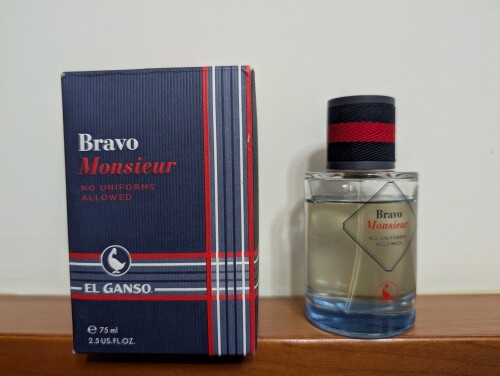 Bravo
Monsieur
NO UNIFORMS
ALLOWED
EL GANSO
℮ 75 ml
2.5 US.FL.OZ.
Bravo
Monsieur
NO UNIFORMS
ALLOWED